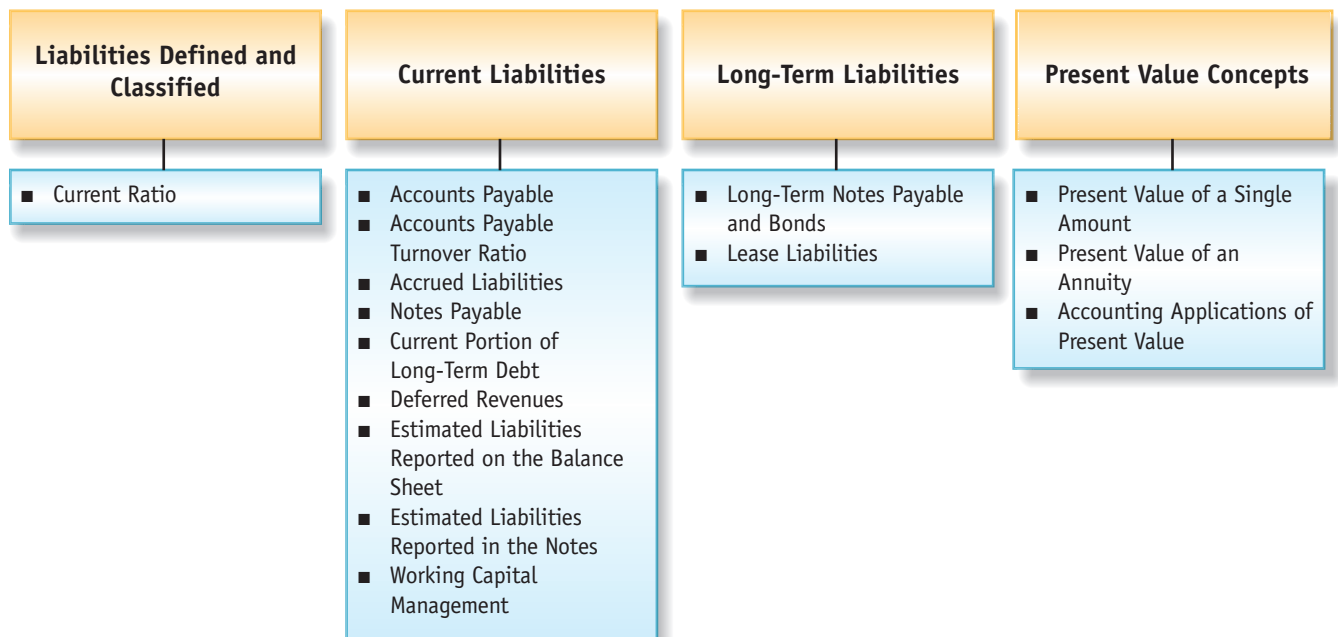 Liabilities Defined and
Classified
■ Current Ratio
Current Liabilities
■ Accounts Payable
■ Accounts Payable
Turnover Ratio
■ Accrued Liabilities
■ Notes Payable
■ Current Portion of
Long-Term Debt
■ Deferred Revenues
■ Estimated Liabilities
Reported on the Balance
Sheet
■ Estimated Liabilities
Reported in the Notes
■ Working Capital
Management
Long-Term Liabilities
■ Long-Term Notes Payable
and Bonds
■ Lease Liabilities
Present Value Concepts
■ Present Value of a Single
Amount
■ Present Value of an
Annuity
■ Accounting Applications of
Present Value